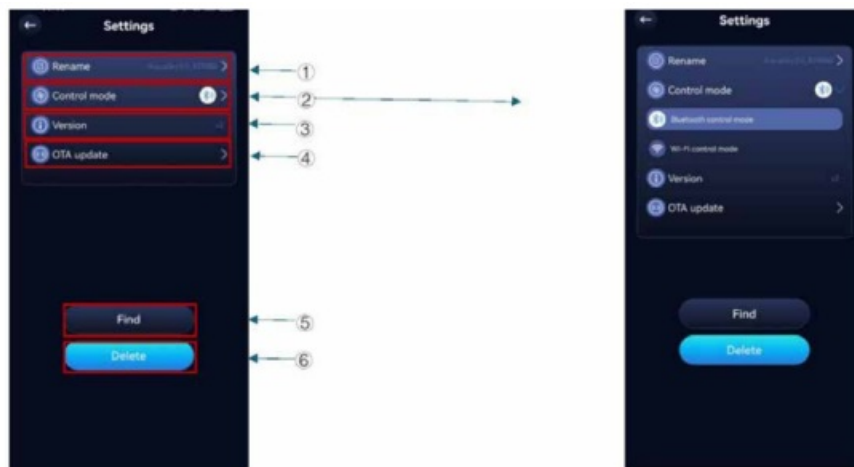 Settings
Rename
①
Control mode
②
Version
③
OTA update
④
Find
⑤
Delete
⑥
Settings
Rename
Control mode
Bluetooth control mode
Wi-Fi control mode
Version
OTA update
Find
Delete